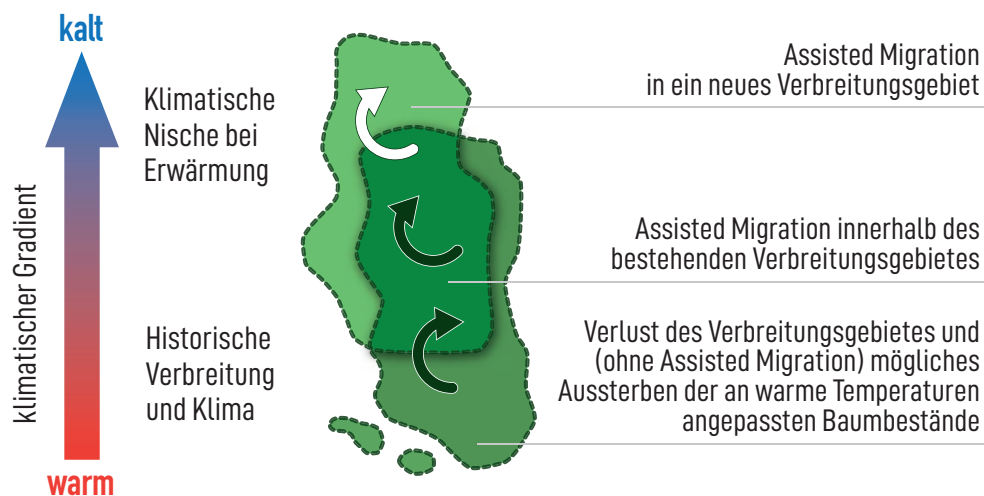 kalt
klimatischer Gradient
warm
Klimatische
Nische bei
Erwärmung
Historische
Verbreitung
und Klima
Assisted Migration
in ein neues Verbreitungsgebiet
Assisted Migration innerhalb des
bestehenden Verbreitungsgebietes
Verlust des Verbreitungsgebietes und
(ohne Assisted Migration) mögliches
Aussterben der an warme Temperaturen
angepassten Baumbestände